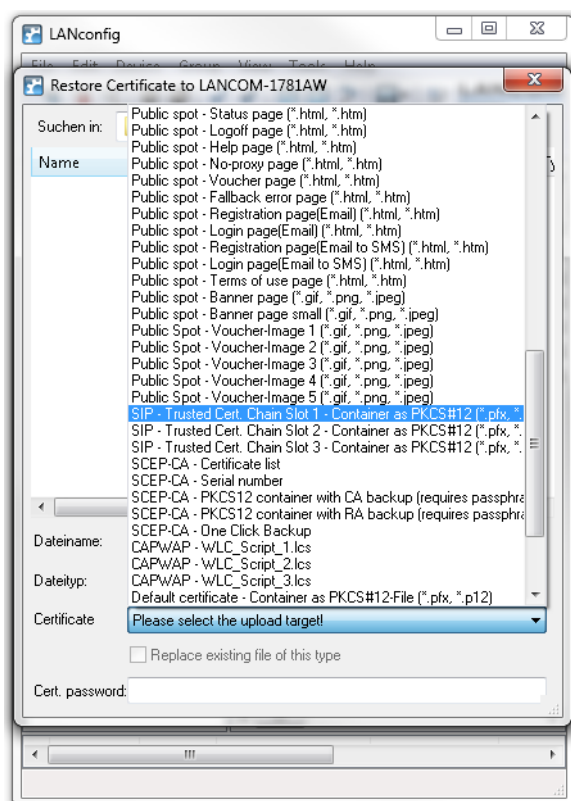 LANconfig
File Edit Device Group View Tools Help
Restore Certificate to LANCOM-1781AW
Suchen in:
Name
Public spot - Status page (*.html, *.htm)
Public spot - Logoff page (*.html, *.htm)
Public spot - Help page (*.html, *.htm)
Public spot - No-proxy page (*.html, *.htm)
Public spot - Voucher page (*.html, *.htm)
Public spot - Fallback error page (*.html, *.htm)
Public spot - Registration page(Email) (*.html, *.htm)
Public spot - Login page(Email) (*.html, *.htm)
Public spot - Registration page(Email to SMS) (*.html, *.htm)
Public spot - Login page(Email to SMS) (*.html, *.htm)
Public spot - Terms of use page (*.html, *.htm)
Public spot - Banner page (*.gif, *.png, *.jpeg)
Public spot - Banner page small (*.gif, *.png, *.jpeg)
Public Spot - Voucher-Image 1 (*.gif, *.png, *.jpeg)
Public Spot - Voucher-Image 2 (*.gif, *.png, *.jpeg)
Public Spot - Voucher-Image 3 (*.gif, *.png, *.jpeg)
Public Spot - Voucher-Image 4 (*.gif, *.png, *.jpeg)
Public Spot - Voucher-Image 5 (*.gif, *.png, *.jpeg)
SIP - Trusted Cert. Chain Slot 1 - Container as PKCS#12 (*.pfx, *.
SIP - Trusted Cert. Chain Slot 2 - Container as PKCS#12 (*.pfx, *.
SIP - Trusted Cert. Chain Slot 3 - Container as PKCS#12 (*.pfx, *.
SCEP-CA - Certificate list
SCEP-CA - Serial number
SCEP-CA - PKCS12 container with CA backup (requires passphra
SCEP-CA - PKCS12 container with RA backup (requires passphra
SCEP-CA - One Click Backup
CAPWAP - WLC_Script_1.lcs
CAPWAP - WLC_Script_2.lcs
CAPWAP - WLC_Script_3.lcs
Default certificate - Container as PKCS#12-File (*.pfx, *.p12)
Dateiname:
Dateityp:
Certificate Please select the upload target!
Replace existing file of this type
Cert. password: